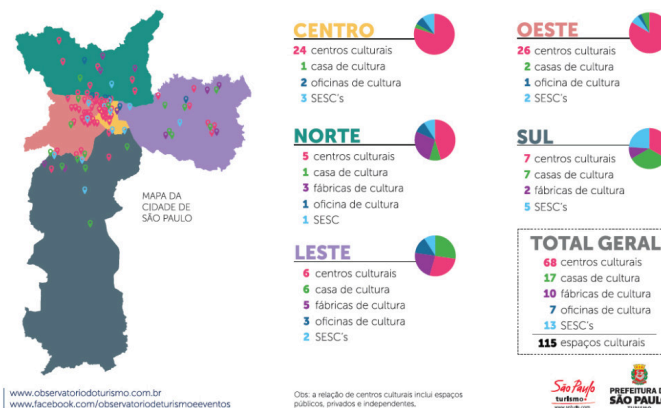 CENTRO
24 centros culturais
1 casa de cultura
2 oficinas de cultura
3 SESC's
OESTE
26 centros culturais
2 casas de cultura
1 oficina de cultura
2 SESC's
NORTE
5 centros culturais
1 casa de cultura
3 fábricas de cultura
1 oficina de cultura
1 SESC
SUL
7 centros culturais
7 casas de cultura
2 fábricas de cultura
5 SESC's
MAPA DA
CIDADE DE
SÃO PAULO
LESTE
6 centros culturais
6 casa de cultura
5 fábricas de cultura
3 oficinas de cultura
2 SESC's
TOTAL GERAL
68 centros culturais
17 casas de cultura
10 fábricas de cultura
7 oficinas de cultura
13 SESC's
115 espaços culturais
www.observatoriodoturismo.com.br
www.facebook.com/observatoriodeturismoeeventos
Obs: a relação de centros culturais inclui espaços
públicos, privados e independentes.
São Paulo
turismo
PREFEITURA D
SÃO PAUL